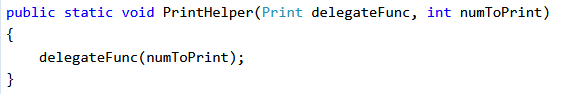 public static void PrintHelper(Print delegateFunc, int numToPrint)
{
    delegateFunc(numToPrint);
}